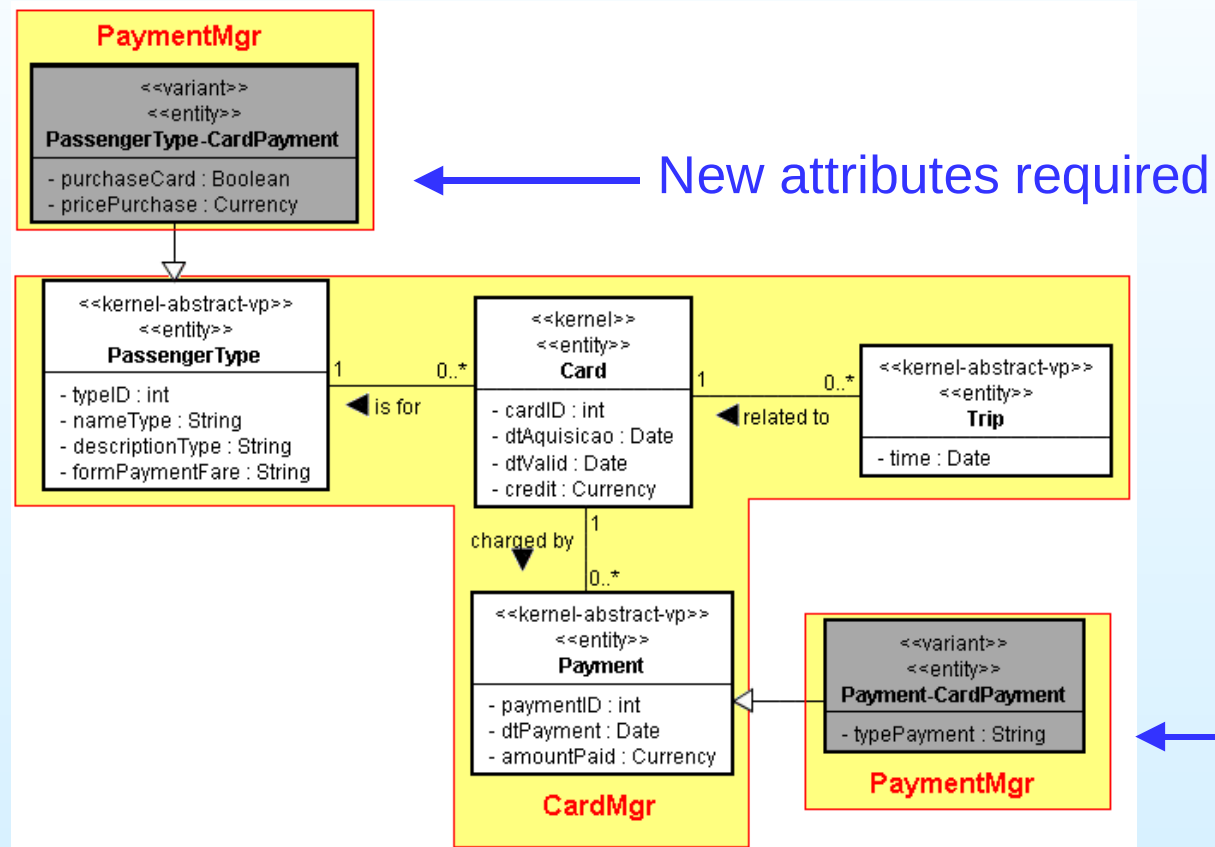 PaymentMgr
<<variant>>
<<entity>>
PassengerType-CardPayment
- purchaseCard : Boolean
- pricePurchase : Currency
New attributes required
<<kernel-abstract-vp>>
<<entity>>
PassengerType
- typeID : int
- nameType : String
- descriptionType : String
- formPaymentFare : String
1
0..*
is for
<<kernel>>
<<entity>>
Card
- cardID : int
- dtAquisicao : Date
- dtValid : Date
- credit : Currency
1
0..*
related to
<<kernel-abstract-vp>>
<<entity>>
Trip
- time : Date
1
charged by
0..*
<<kernel-abstract-vp>>
<<entity>>
Payment
- paymentID : int
- dtPayment : Date
- amountPaid : Currency
CardMgr
<<variant>>
<<entity>>
Payment-CardPayment
- typePayment : String
PaymentMgr